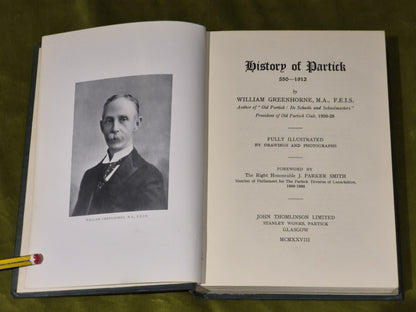 WILLIAM GREENHORNE, M.A., F.E.I.S.
History of Partick
550—1912
by
WILLIAM GREENHORNE, M.A., F.E.I.S.
Author of "Old Partick: Its Schools and Schoolmasters"
President of Old Partick Club, 1926-28
FULLY ILLUSTRATED
BY DRAWINGS AND PHOTOGRAPHS
FOREWORD BY
The Right Honourable J. PARKER SMITH
Member of Parliament for The Partick Division of Lanarkshire,
JOHN THOMLINSON LIMITED
STANLEY WORKS, PARTICK
GLASGOW
MCMXXVIII